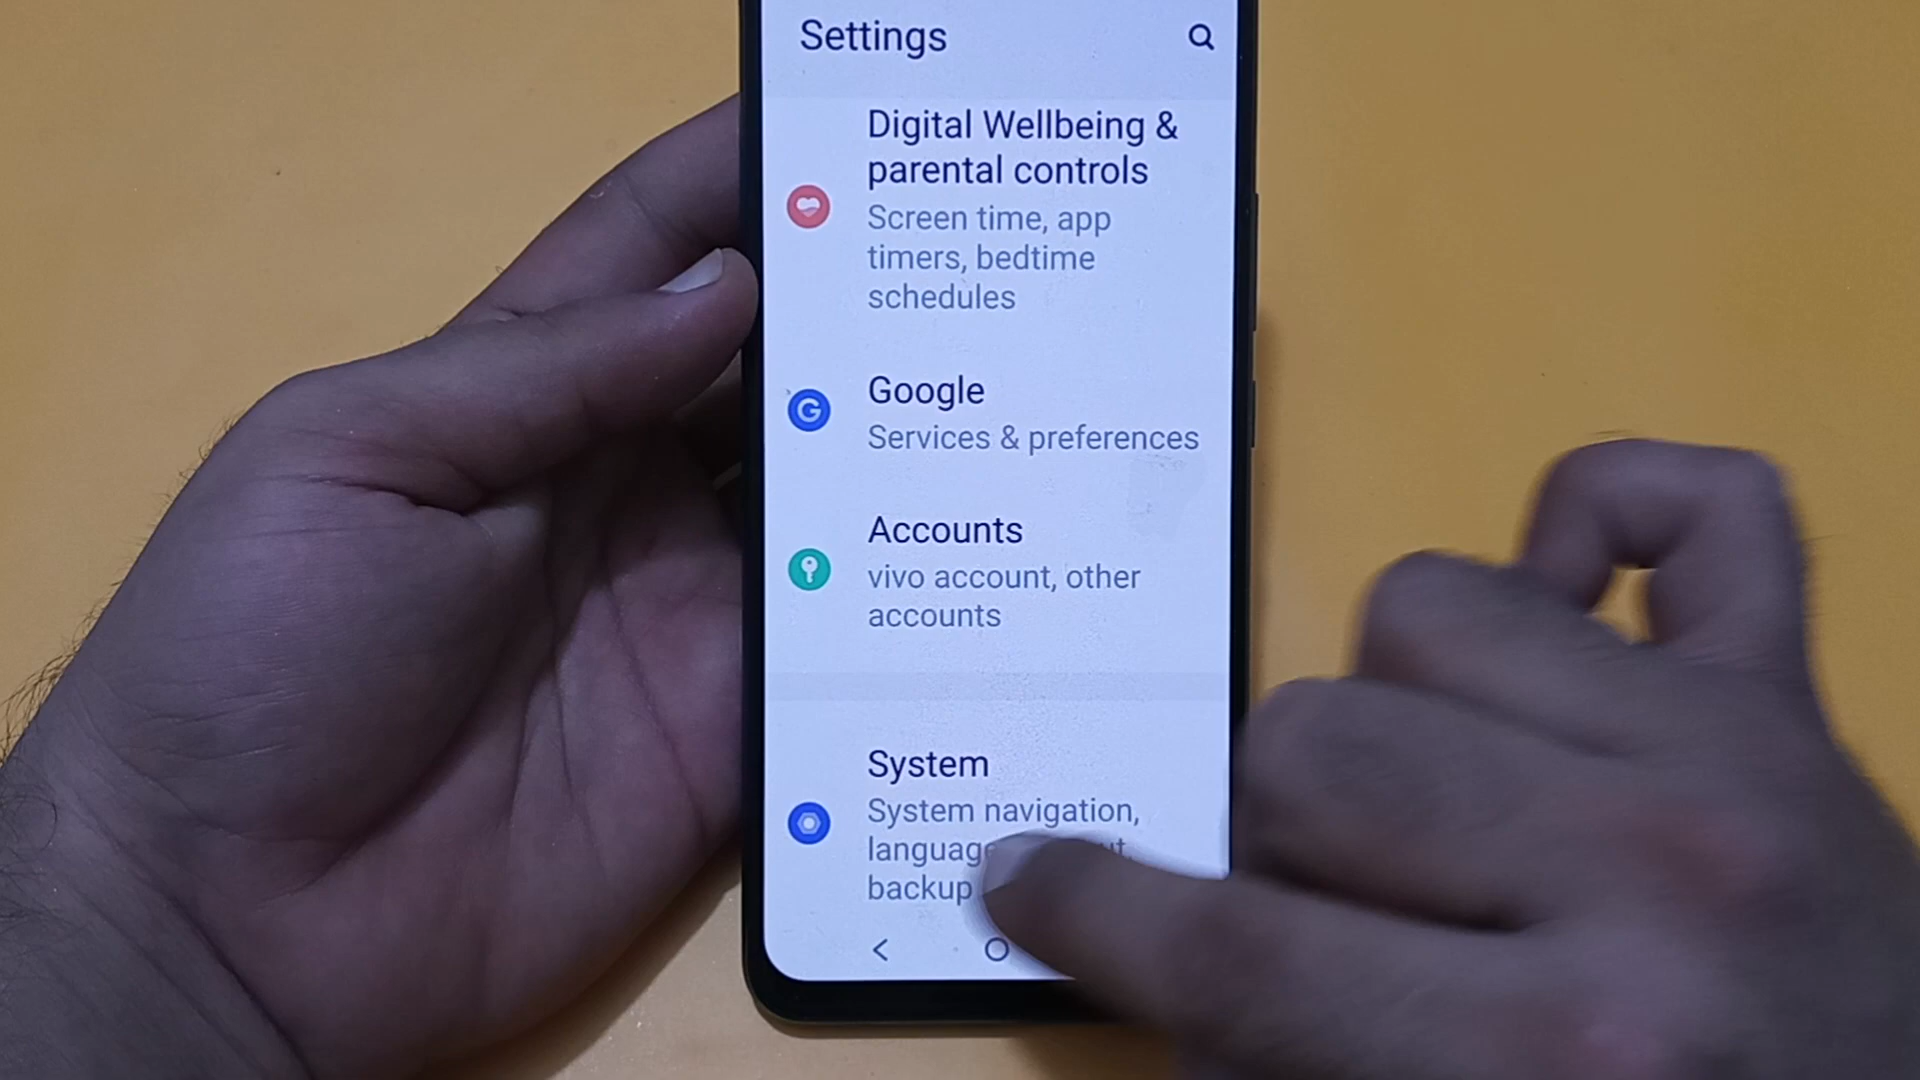 Settings
Digital Wellbeing &
parental controls
Screen time, app
timers, bedtime
schedules
Google
Services & preferences
Accounts
vivo account, other
accounts
System
System navigation,
backup